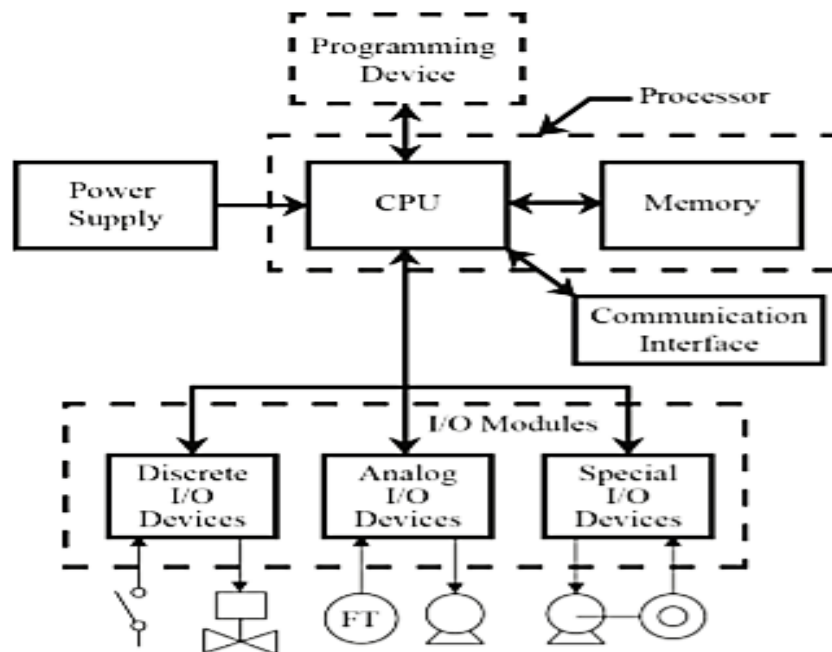 Programming
Device
Processor
Power
Supply
CPU
Memory
Communication
Interface
I/O Modules
Discrete
I/O
Devices
Analog
I/O
Devices
Special
I/O
Devices
FT